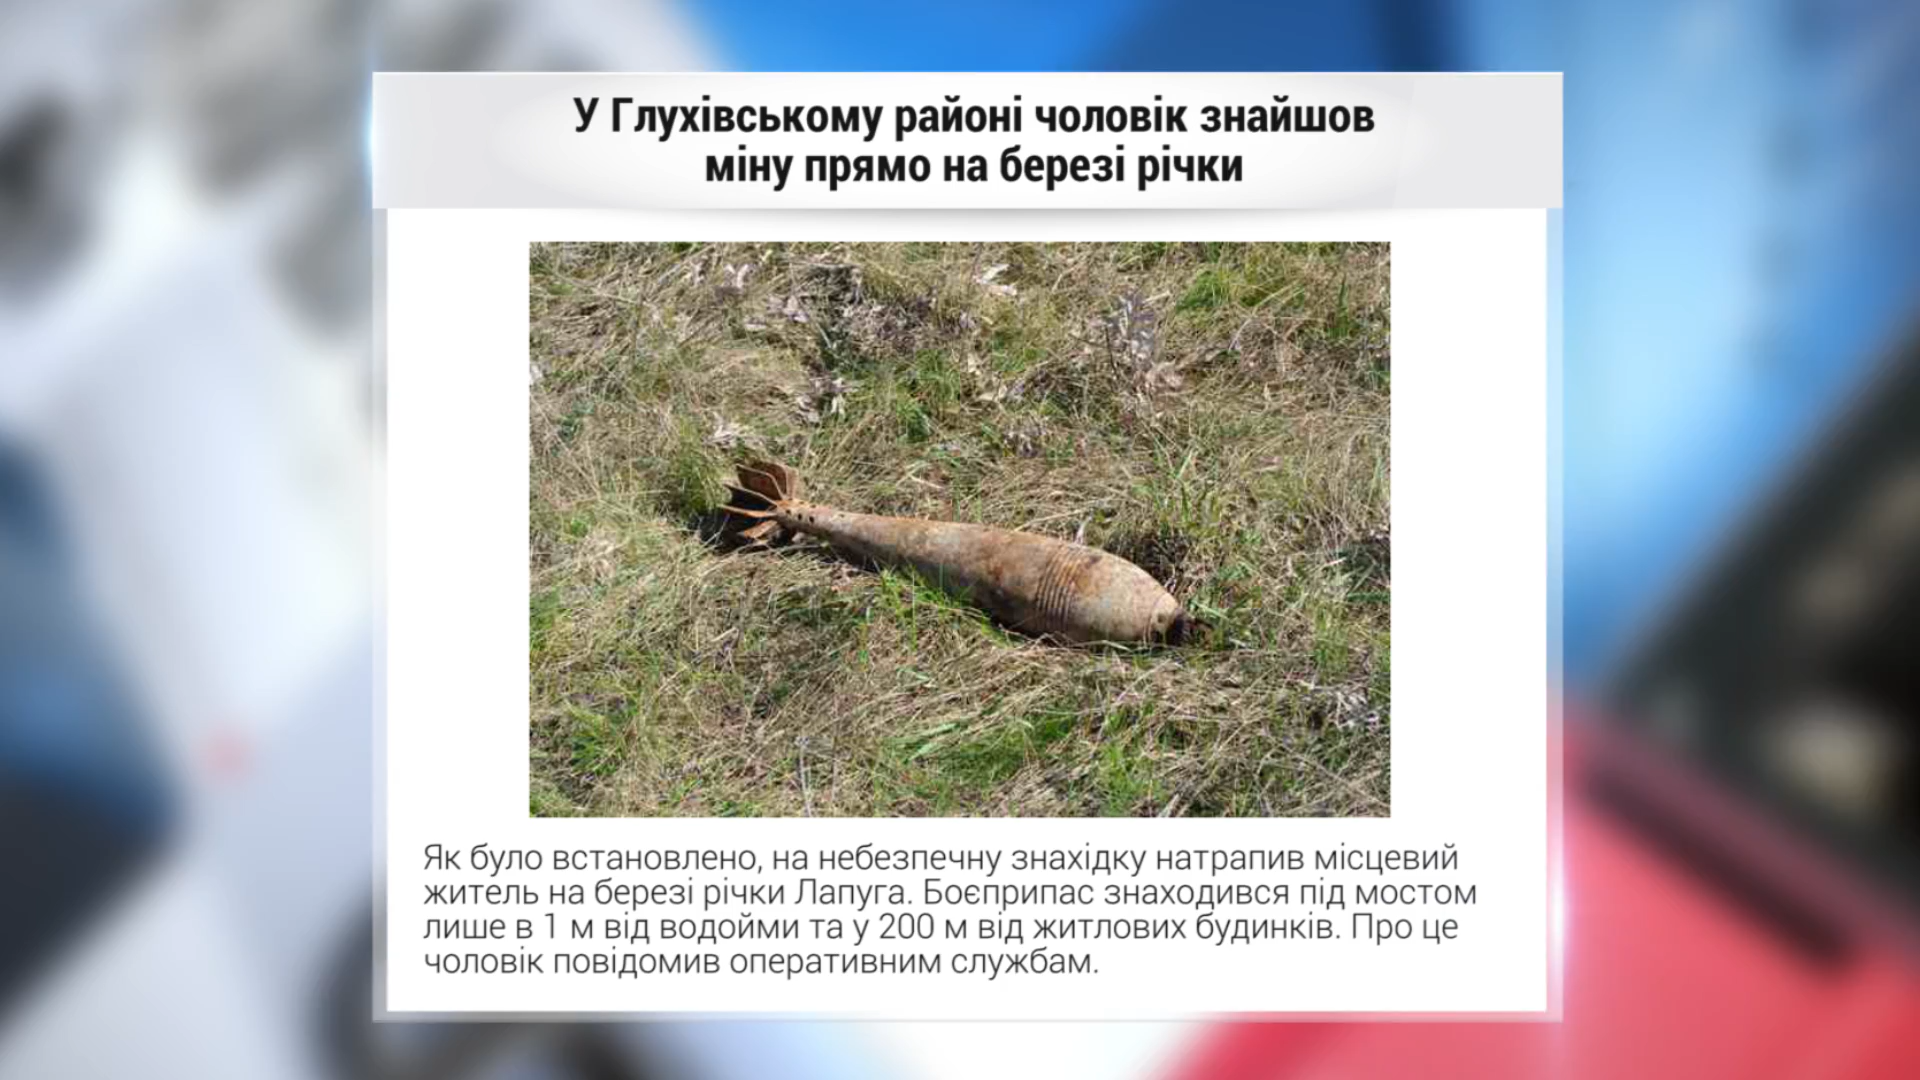 У Глухівському районі чоловік знайшов
міну прямо на березі річки
Як було встановлено, на небезпечну знахідку натрапив місцевий
житель на березі річки Лапуга. Боєприпас знаходився під мостом
лише в 1 м від водойми та у 200 м від житлових будинків. Про це
чоловік повідомив оперативним службам.